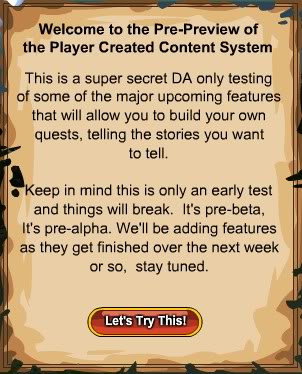 Welcome to the Pre-Preview of
the Player Created Content System
This is a super secret DA only testing
of some of the major upcoming features
that will allow you to build your own
quests, telling the stories you want
to tell.
Keep in mind this is only an early test
and things will break. It's pre-beta,
It's pre-alpha. We'll be adding features
as they get finished over the next week
or so, stay tuned.
Let's Try This!